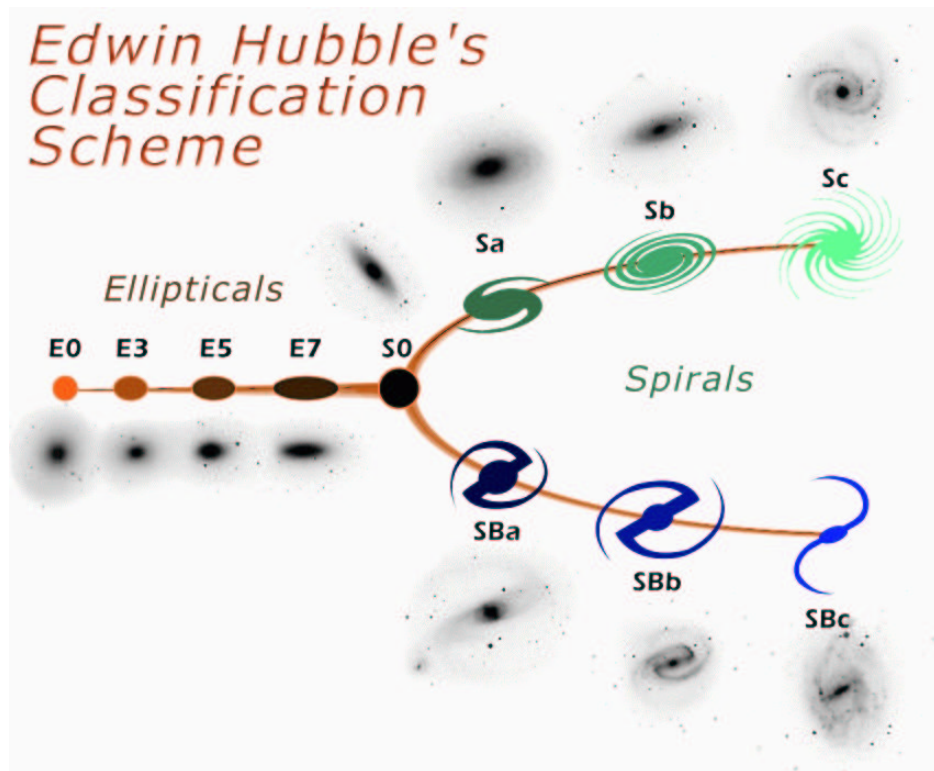 Edwin Hubble's
Classification
Scheme
Sc
Sb
Sa
Ellipticals
E0 E3 E5 E7 S0
Spirals
SBa
SBb
SBc